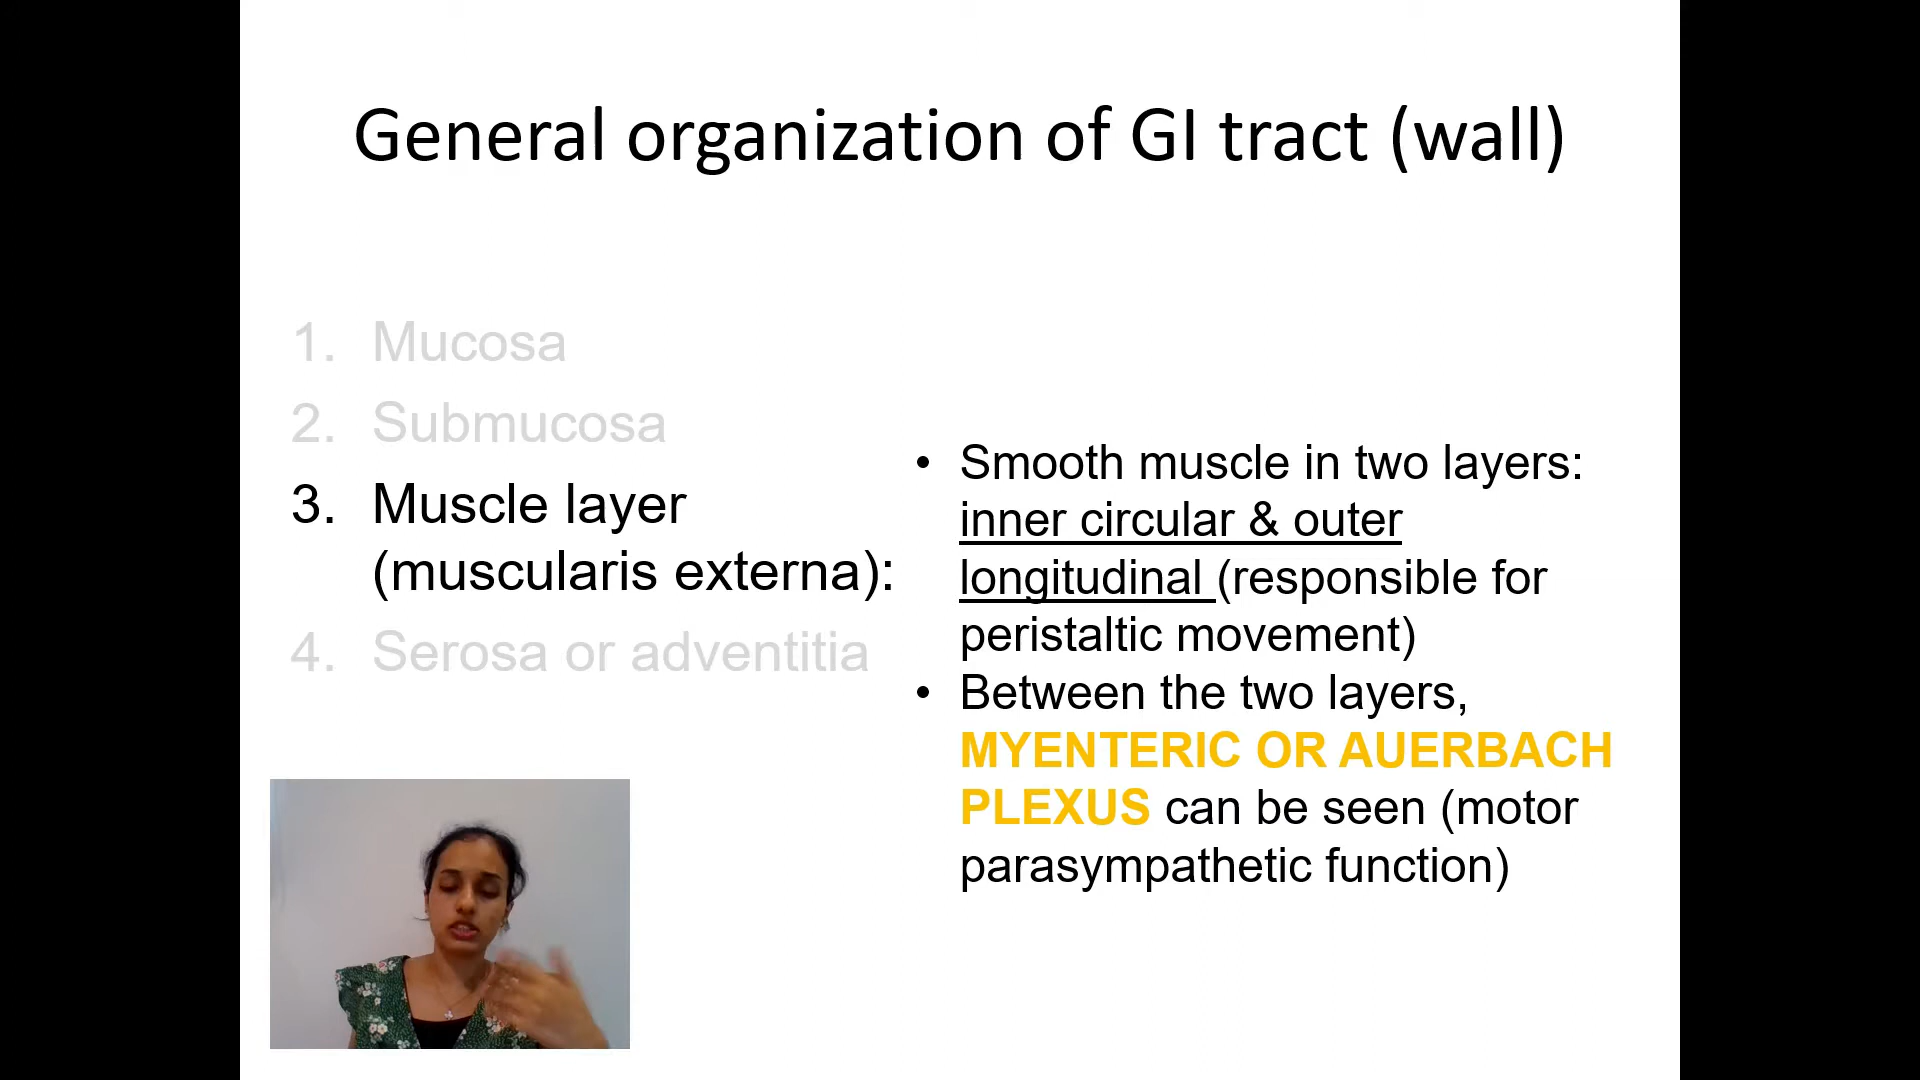 General organization of GI tract (wall)
1. Mucosa
2. Submucosa
3. Muscle layer
(muscularis externa):
4. Serosa or adventitia
• Smooth muscle in two layers:
inner circular & outer
longitudinal (responsible for
peristaltic movement)
• Between the two layers,
MYENTERIC OR AUERBACH
PLEXUS can be seen (motor
parasympathetic function)